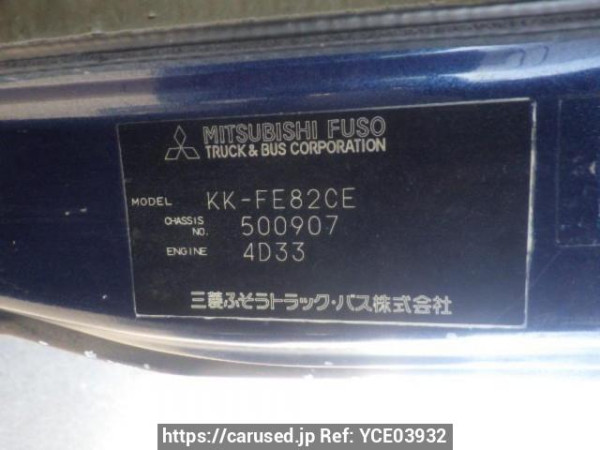 MITSUBISHI FUSO
TRUCK & BUS CORPORATION
MODEL KK-FE82CE
CHASSIS NO. 500907
ENGINE 4D33
三菱ふそうトラック・バス株式会社
https://carused.jp Ref: YCE03932